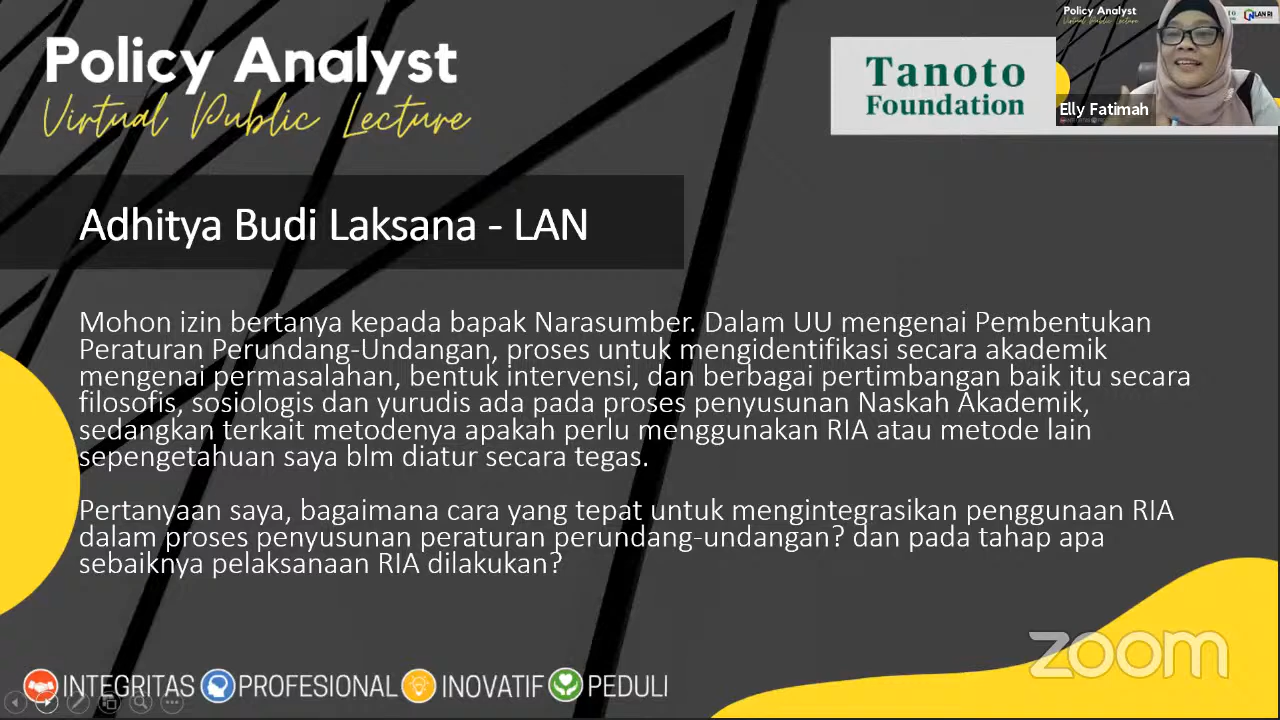 Policy Analyst
Virtual Public Lecture
Tanoto
Foundation
Policy Analyst
Virtual Public Lecture
LAN RI
Elly Fatimah
Adhitya Budi Laksana - LAN
Mohon izin bertanya kepada bapak Narasumber. Dalam UU mengenai Pembentukan
Peraturan Perundang-Undangan, proses untuk mengidentifikasi secara akademik
mengenai permasalahan, bentuk intervensi, dan berbagai pertimbangan baik itu secara
filosofis, sosiologis dan yurudis ada pada proses penyusunan Naskah Akademik,
sedangkan terkait metodenya apakah perlu menggunakan RIA atau metode lain
sepengetahuan saya blm diatur secara tegas.
Pertanyaan saya, bagaimana cara yang tepat untuk mengintegrasikan penggunaan RIA
dalam proses penyusunan peraturan perundang-undangan? dan pada tahap apa
sebaiknya pelaksanaan RIA dilakukan?
zoom
INTEGRITAS PROFESIONAL INOVATIF PEDULI